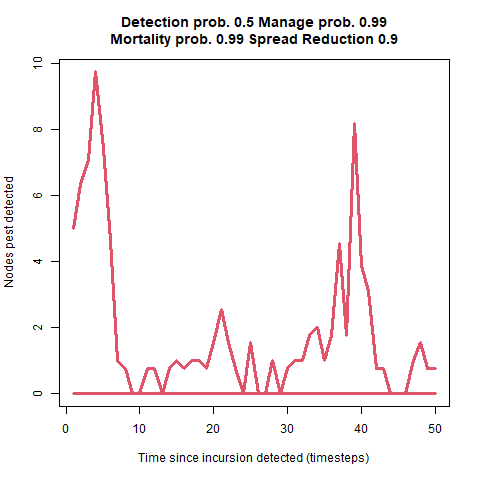 Detection prob. 0.5 Manage prob. 0.99
Mortality prob. 0.99 Spread Reduction 0.9
Nodes pest detected
10
8
6
4
2
0
0 10 20 30 40 50
Time since incursion detected (timesteps)